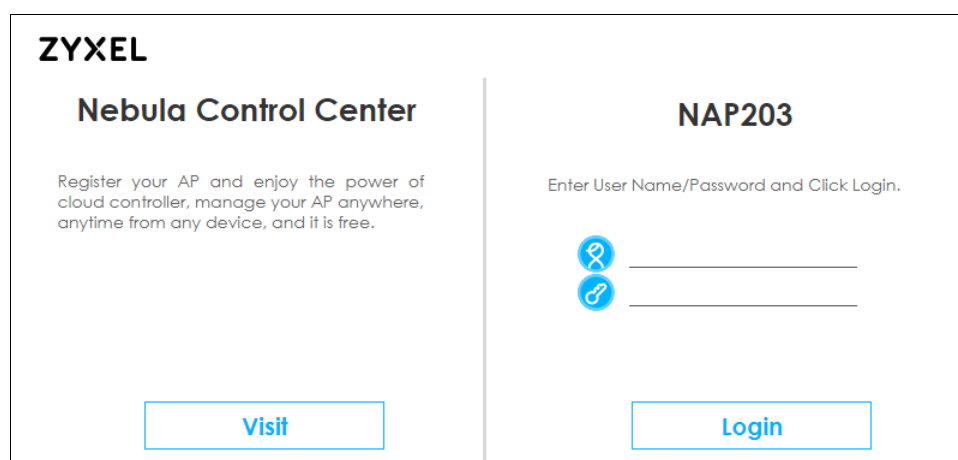 ZYXEL
Nebula Control Center
Register your AP and enjoy the power of
cloud controller, manage your AP anywhere,
anytime from any device, and it is free.
Visit
NAP203
Enter User Name/Password and Click Login.
Login